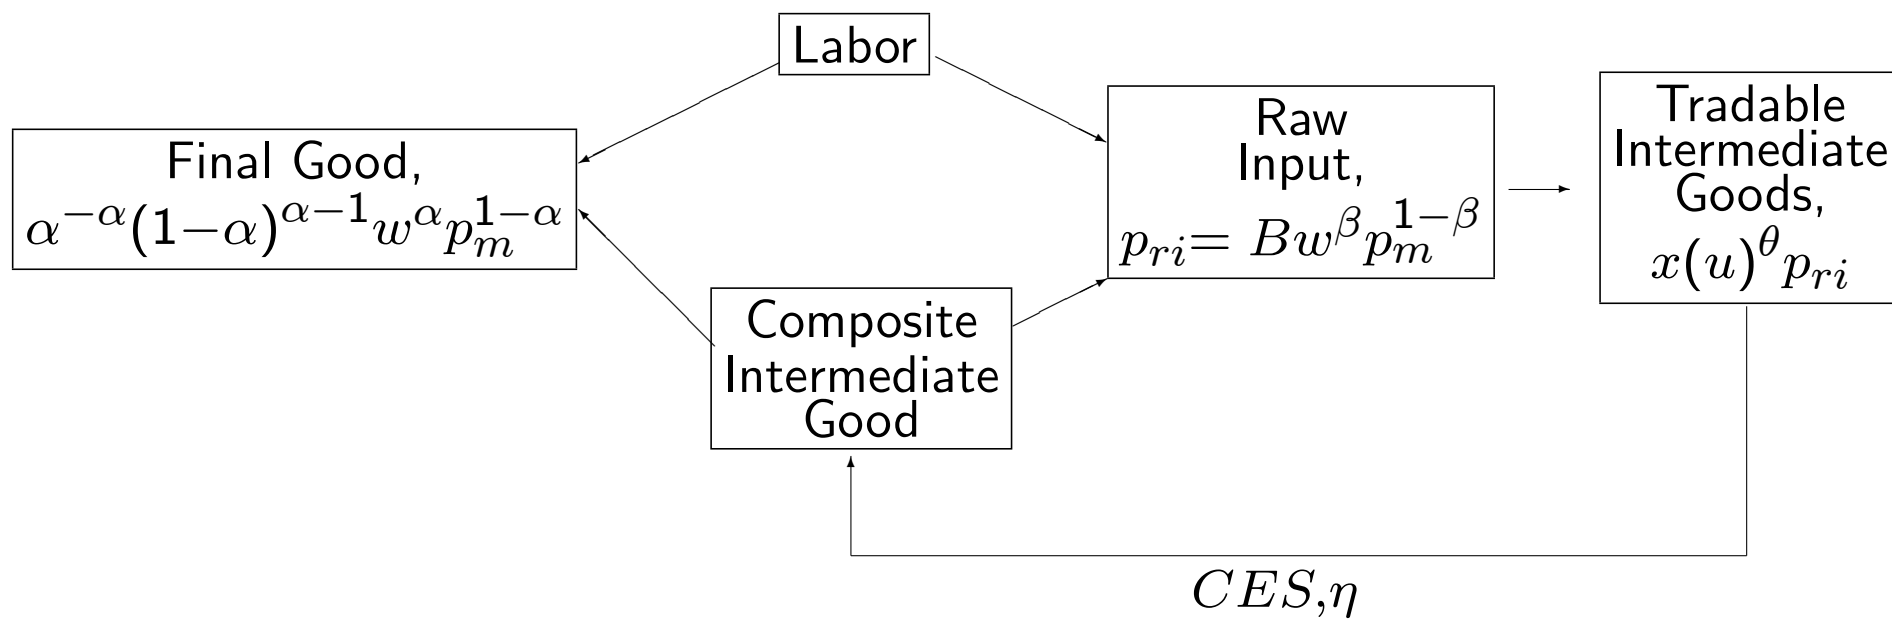 Labor
Final Good,
α^{−α}(1−α)^{α−1}w^{α}p_m^{1−α}
Raw
Input,
p_{ri}= Bw^{β}p_m^{1−β}
Tradable
Intermediate
Goods,
x(u)^{θ}p_{ri}
Composite
Intermediate
Good
CES,η